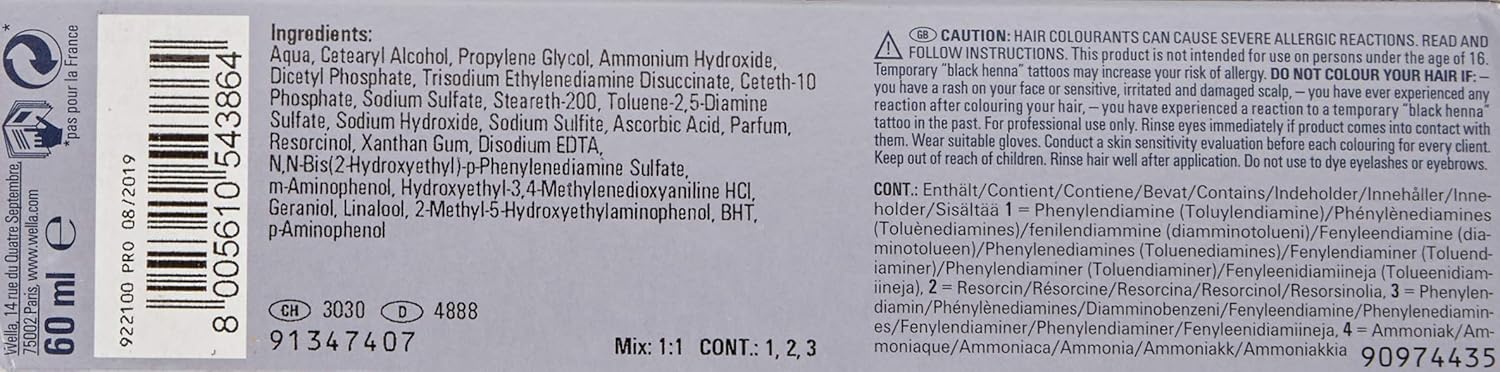 *
*pas pour la France
Wella, 14 rue du Quatre Septembre,
75002 Paris, www.wella.com
60 ml e
922100 PRO 08/2019
8 005610 543864
Ingredients:
Aqua, Cetearyl Alcohol, Propylene Glycol, Ammonium Hydroxide,
Dicetyl Phosphate, Trisodium Ethylenediamine Disuccinate, Ceteth-10
Phosphate, Sodium Sulfate, Steareth-200, Toluene-2,5-Diamine
Sulfate, Sodium Hydroxide, Sodium Sulfite, Ascorbic Acid, Parfum,
Resorcinol, Xanthan Gum, Disodium EDTA,
N,N-Bis(2-Hydroxyethyl)-p-Phenylenediamine Sulfate,
m-Aminophenol, Hydroxyethyl-3,4-Methylenedioxyaniline HCl,
Geraniol, Linalool, 2-Methyl-5-Hydroxyethylaminophenol, BHT,
p-Aminophenol
CH 3030 D 4888
91347407
Mix: 1:1 CONT.: 1, 2, 3
GB CAUTION: HAIR COLOURANTS CAN CAUSE SEVERE ALLERGIC REACTIONS. READ AND
FOLLOW INSTRUCTIONS. This product is not intended for use on persons under the age of 16.
Temporary "black henna" tattoos may increase your risk of allergy. DO NOT COLOUR YOUR HAIR IF: –
you have a rash on your face or sensitive, irritated and damaged scalp, – you have ever experienced any
reaction after colouring your hair, – you have experienced a reaction to a temporary "black henna"
tattoo in the past. For professional use only. Rinse eyes immediately if product comes into contact with
them. Wear suitable gloves. Conduct a skin sensitivity evaluation before each colouring for every client.
Keep out of reach of children. Rinse hair well after application. Do not use to dye eyelashes or eyebrows.
CONT.: Enthält/Contient/Contiene/Bevat/Contains/Indeholder/Innehåller/Inne-
holder/Sisältää 1 = Phenylendiamine (Toluylendiamine)/Phénylènediamines
(Toluènediamines)/fenilendiammine (diamminotolueni)/Fenyleendiamine (dia-
minotolueen)/Phenylenediamines (Toluenediamines)/Fenylendiaminer (Toluend-
iaminer)/Phenylendiaminer (Toluendiaminer)/Fenyleenidiamiineja (Tolueenidiam-
iineja), 2 = Resorcin/Résorcine/Resorcina/Resorcinol/Resorsinolia, 3 = Phenylen-
diamin/Phénylènediamines/Diamminobenzeni/Fenyleendiamine/Phenylenediamin-
es/Fenylendiaminer/Phenylendiaminer/Fenyleenidiamiineja, 4 = Ammoniak/Am-
moniaque/Ammoniaca/Ammonia/Ammoniakk/Ammoniakkia 90974435